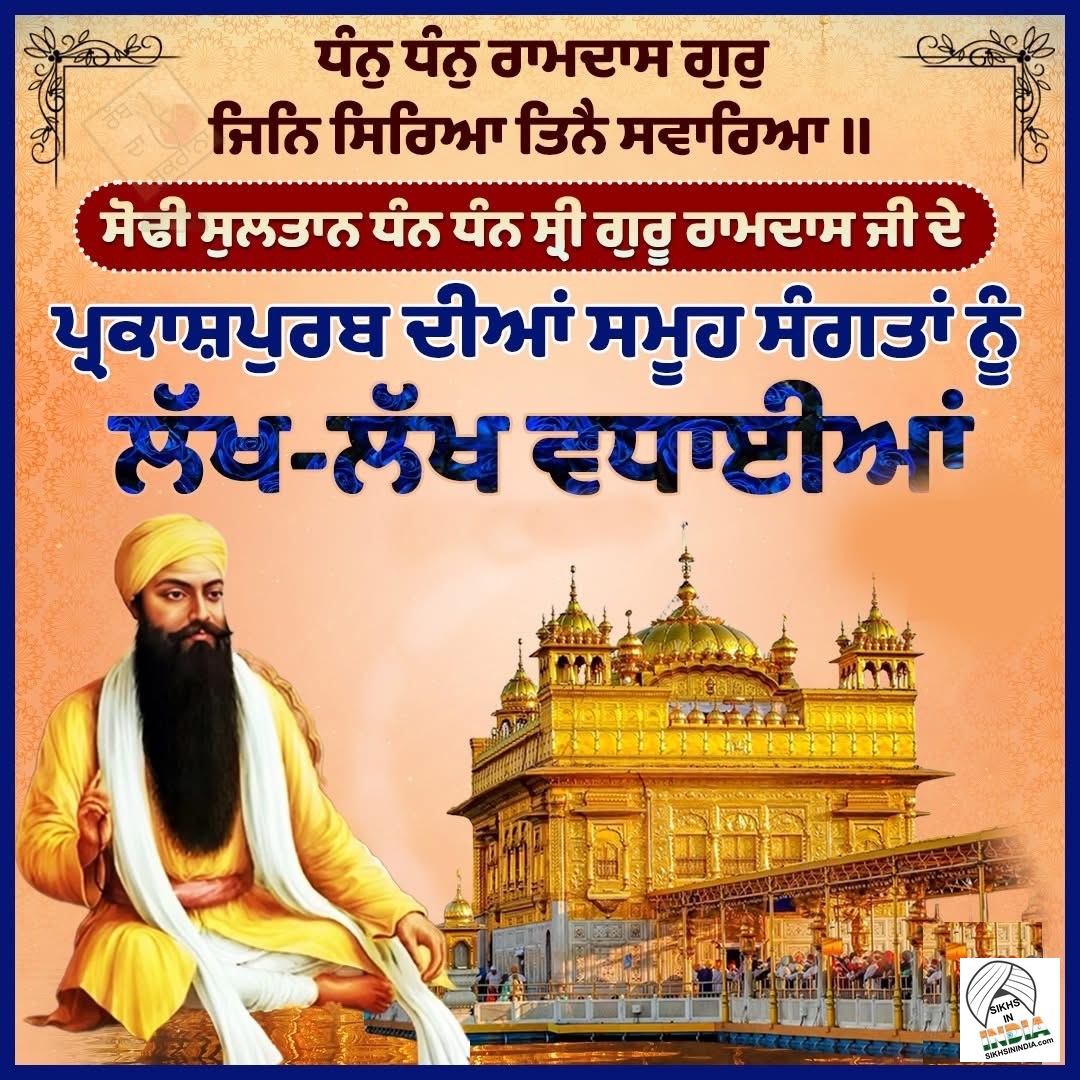 ਧੰਨੁ ਧੰਨੁ ਰਾਮਦਾਸ ਗੁਰੁ
ਜਿਨਿ ਸਿਰਿਆ ਤਿਨੈ ਸਵਾਰਿਆ ॥
ਸੋਢੀ ਸੁਲਤਾਨ ਧੰਨ ਧੰਨ ਸ੍ਰੀ ਗੁਰੂ ਰਾਮਦਾਸ ਜੀ ਦੇ
ਪ੍ਰਕਾਸ਼ਪੁਰਬ ਦੀਆਂ ਸਮੂਹ ਸੰਗਤਾਂ ਨੂੰ
ਲੱਖ-ਲੱਖ ਵਧਾਈਆਂ
SIKHS
IN
INDIA
SIKHSININDIA.com